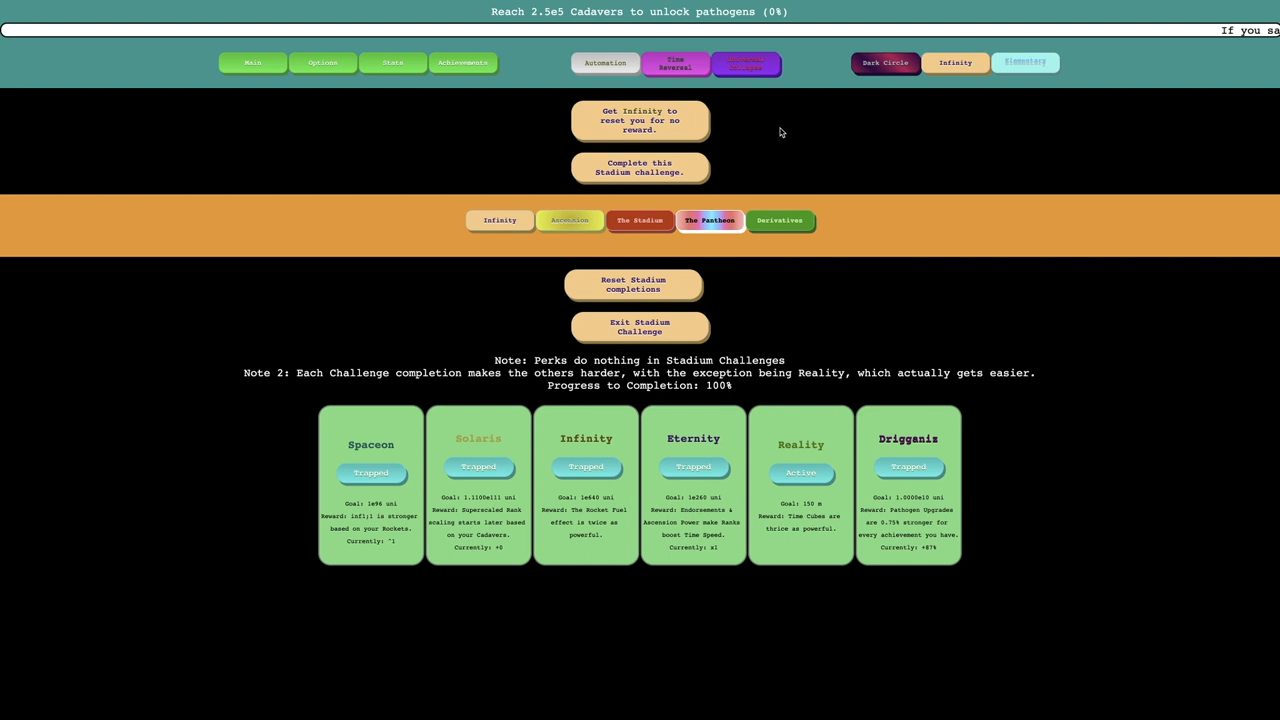 Reach 2.5e5 Cadavers to unlock pathogens (0%)
If you sa
Main
Options
Stats
Achievements
Automation
Time
Reversal
Dark Circle
Infinity
Elementary
Get Infinity to
reset you for no
reward.
Complete this
Stadium challenge.
Infinity
Ascension
The Stadium
The Pantheon
Derivatives
Reset Stadium
completions
Exit Stadium
Challenge
Note: Perks do nothing in Stadium Challenges
Note 2: Each Challenge completion makes the others harder, with the exception being Reality, which actually gets easier.
Progress to Completion: 100%
Spaceon
Trapped
Goal: 1e96 uni
Reward: inf1;1 is stronger
based on your Rockets.
Currently: ^1
Solaris
Trapped
Goal: 1.1100e111 uni
Reward: Superscaled Rank
scaling starts later based
on your Cadavers.
Currently: +0
Infinity
Trapped
Goal: 1e640 uni
Reward: The Rocket Fuel
effect is twice as
powerful.
Eternity
Trapped
Goal: 1e260 uni
Reward: Endorsements &
Ascension Power make Ranks
boost Time Speed.
Currently: x1
Reality
Active
Goal: 150 m
Reward: Time Cubes are
thrice as powerful.
Drigganiz
Trapped
Goal: 1.0000e10 uni
Reward: Pathogen Upgrades
are 0.75% stronger for
every achievement you have.
Currently: +87%